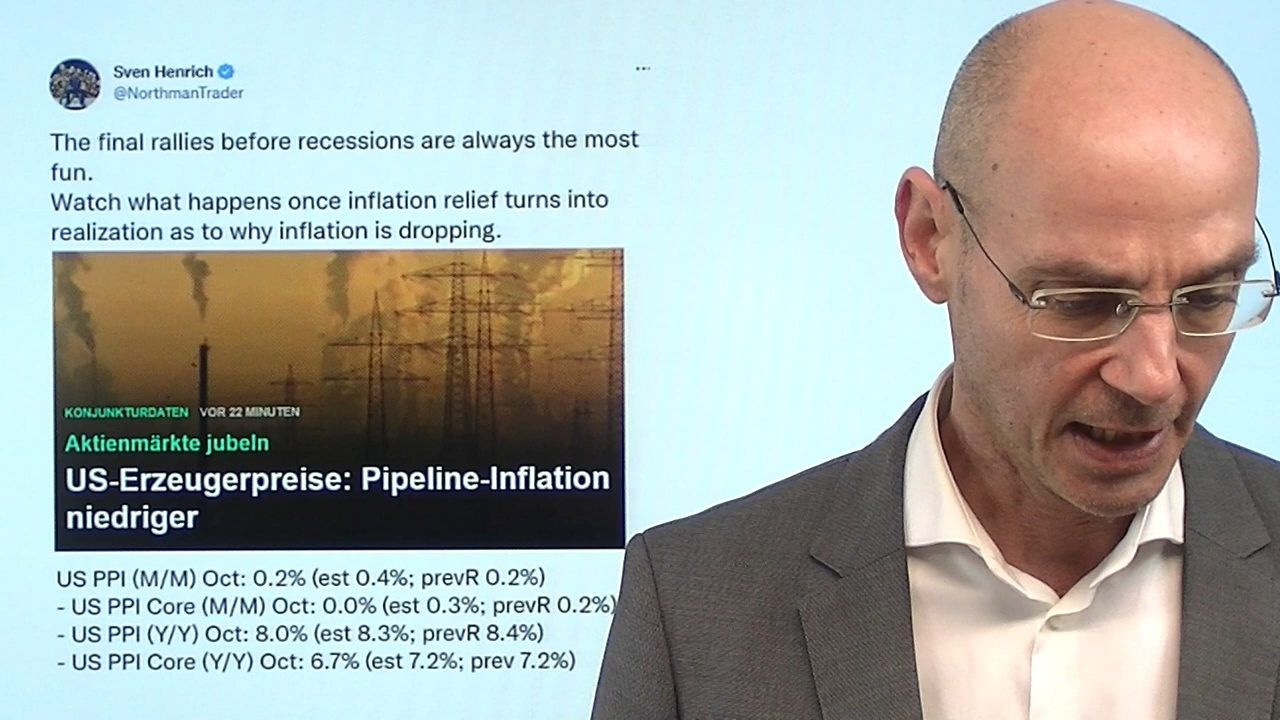 Sven Henrich
@NorthmanTrader
The final rallies before recessions are always the most
fun.
Watch what happens once inflation relief turns into
realization as to why inflation is dropping.
KONJUNKTURDATEN VOR 22 MINUTEN
Aktienmärkte jubeln
US-Erzeugerpreise: Pipeline-Inflation
niedriger
US PPI (M/M) Oct: 0.2% (est 0.4%; prevR 0.2%)
- US PPI Core (M/M) Oct: 0.0% (est 0.3%; prevR 0.2%)
- US PPI (Y/Y) Oct: 8.0% (est 8.3%; prevR 8.4%)
- US PPI Core (Y/Y) Oct: 6.7% (est 7.2%; prev 7.2%)